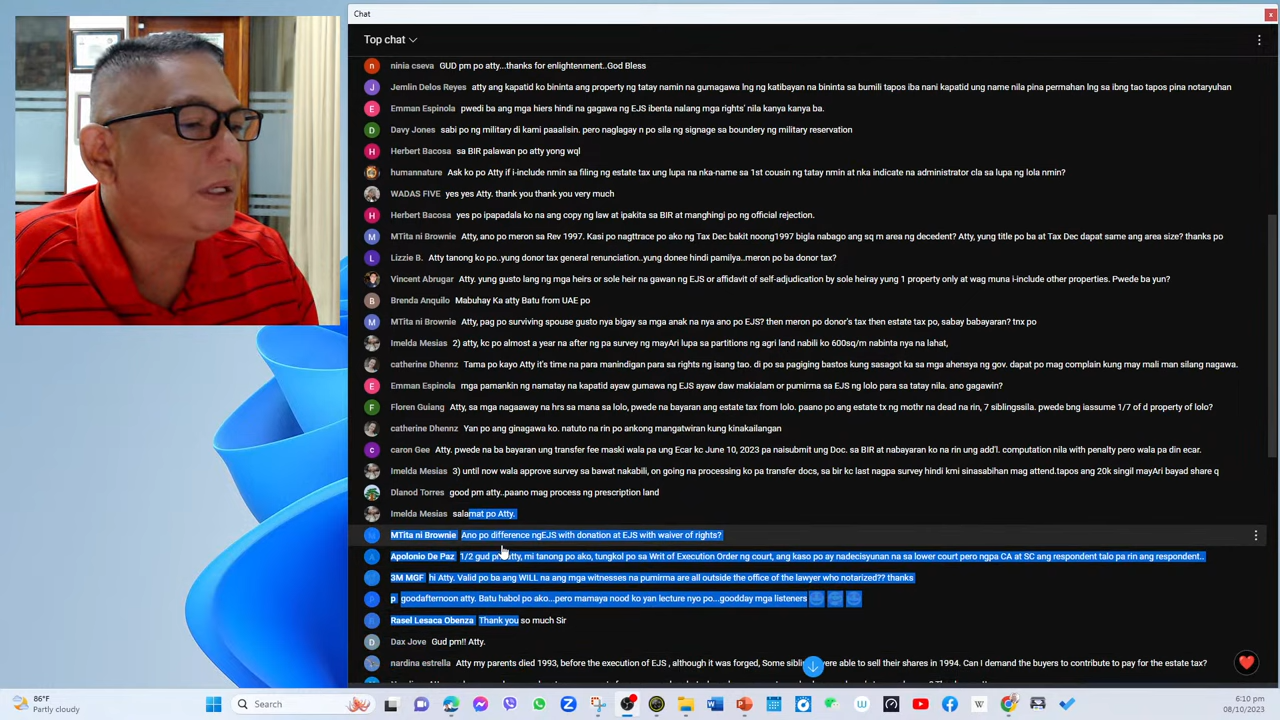 Chat
Top chat
ninia cseva GUD pm po atty...thanks for enlightenment..God Bless
Jemlin Delos Reyes atty ang kapatid ko bininta ang property ng tatay namin na gumagawa lng ng katibayan na bininta sa bumili tapos iba nani kapatid ung name nila pina permahan lng sa ibng tao tapos pina notaryuhan
Emman Espinola pwedi ba ang mga hiers hindi na gagawa ng EJS ibenta nalang mga rights' nila kanya kanya ba.
Davy Jones sabi po ng military di kami paaalisin. pero naglagay n po sila ng signage sa boundery ng military reservation
Herbert Bacosa sa BIR palawan po atty yong wql
humannature Ask ko po Atty if i-include nmin sa filing ng estate tax ung lupa na nka-name sa 1st cousin ng tatay nmin at nka indicate na administrator cla sa lupa ng lola nmin?
WADAS FIVE yes yes Atty. thank you thank you very much
Herbert Bacosa yes po ipapadala ko na ang copy ng law at ipakita sa BIR at manghingi po ng official rejection.
MTita ni Brownie Atty, ano po meron sa Rev 1997. Kasi po nagttrace po ako ng Tax Dec bakit noong1997 bigla nabago ang sq m area ng decedent? Atty, yung title po ba at Tax Dec dapat same ang area size? thanks po
Lizzie B. Atty tanong ko po..yung donor tax general renunciation..yung donee hindi pamilya..meron po ba donor tax?
Vincent Abrugar Atty. yung gusto lang ng mga heirs or sole heir na gawan ng EJS or affidavit of self-adjudication by sole heiray yung 1 property only at wag muna i-include other properties. Pwede ba yun?
Brenda Anquilo Mabuhay Ka atty Batu from UAE po
MTita ni Brownie Atty, pag po surviving spouse gusto nya bigay sa mga anak na nya ano po EJS? then meron po donor's tax then estate tax po, sabay babayaran? tnx po
Imelda Mesias 2) atty, kc po almost a year na after ng pa survey ng mayAri lupa sa partitions ng agri land nabili ko 600sq/m nabinta nya na lahat,
catherine Dhennz Tama po kayo Atty it's time na para manindigan para sa rights ng isang tao. di po sa pagiging bastos kung sasagot ka sa mga ahensya ng gov. dapat po mag complain kung may mali man silang nagawa.
Emman Espinola mga pamankin ng namatay na kapatid ayaw gumawa ng EJS ayaw daw makialam or pumirma sa EJS ng lolo para sa tatay nila. ano gagawin?
Floren Guiang Atty, sa mga nagaaway na hrs sa mana sa lolo, pwede na bayaran ang estate tax from lolo. paano po ang estate tx ng mothr na dead na rin, 7 siblingssila. pwede bng iassume 1/7 of d property of lolo?
catherine Dhennz Yan po ang ginagawa ko. natuto na rin po ankong mangatwiran kung kinakailangan
caron Gee Atty. pwede na ba bayaran ung transfer fee maski wala pa ung Ecar kc June 10, 2023 pa naisubmit ung Doc. sa BIR at nabayaran ko na rin ung add'l. computation nila with penalty pero wala pa din ecar.
Imelda Mesias 3) until now wala approve survey sa bawat nakabili, on going na processing ko pa transfer docs, sa bir kc last nagpa survey hindi kmi sinasabihan mag attend.tapos ang 20k singil mayAri bayad share q
Dlanod Torres good pm atty..paano mag process ng prescription land
Imelda Mesias salamat po Atty.
MTita ni Brownie Ano po difference ngEJS with donation at EJS with waiver of rights?
Apolonio De Paz 1/2 gud pm atty, mi tanong po ako, tungkol po sa Writ of Execution Order ng court, ang kaso po ay nadecisyunan na sa lower court pero ngpa CA at SC ang respondent talo pa rin ang respondent..
3M MGF hi Atty. Valid po ba ang WILL na ang mga witnesses na pumirma are all outside the office of the lawyer who notarized?? thanks
p goodafternoon atty. Batu habol po ako...pero mamaya nood ko yan lecture nyo po...goodday mga listeners
Rasel Lesaca Obenza Thank you so much Sir
Dax Jove Gud pm!! Atty.
nardina estrella Atty my parents died 1993, before the execution of EJS , although it was forged, Some sibling were able to sell their shares in 1994. Can I demand the buyers to contribute to pay for the estate tax?
86°F
Partly cloudy
Search
6:10 pm
08/10/2023